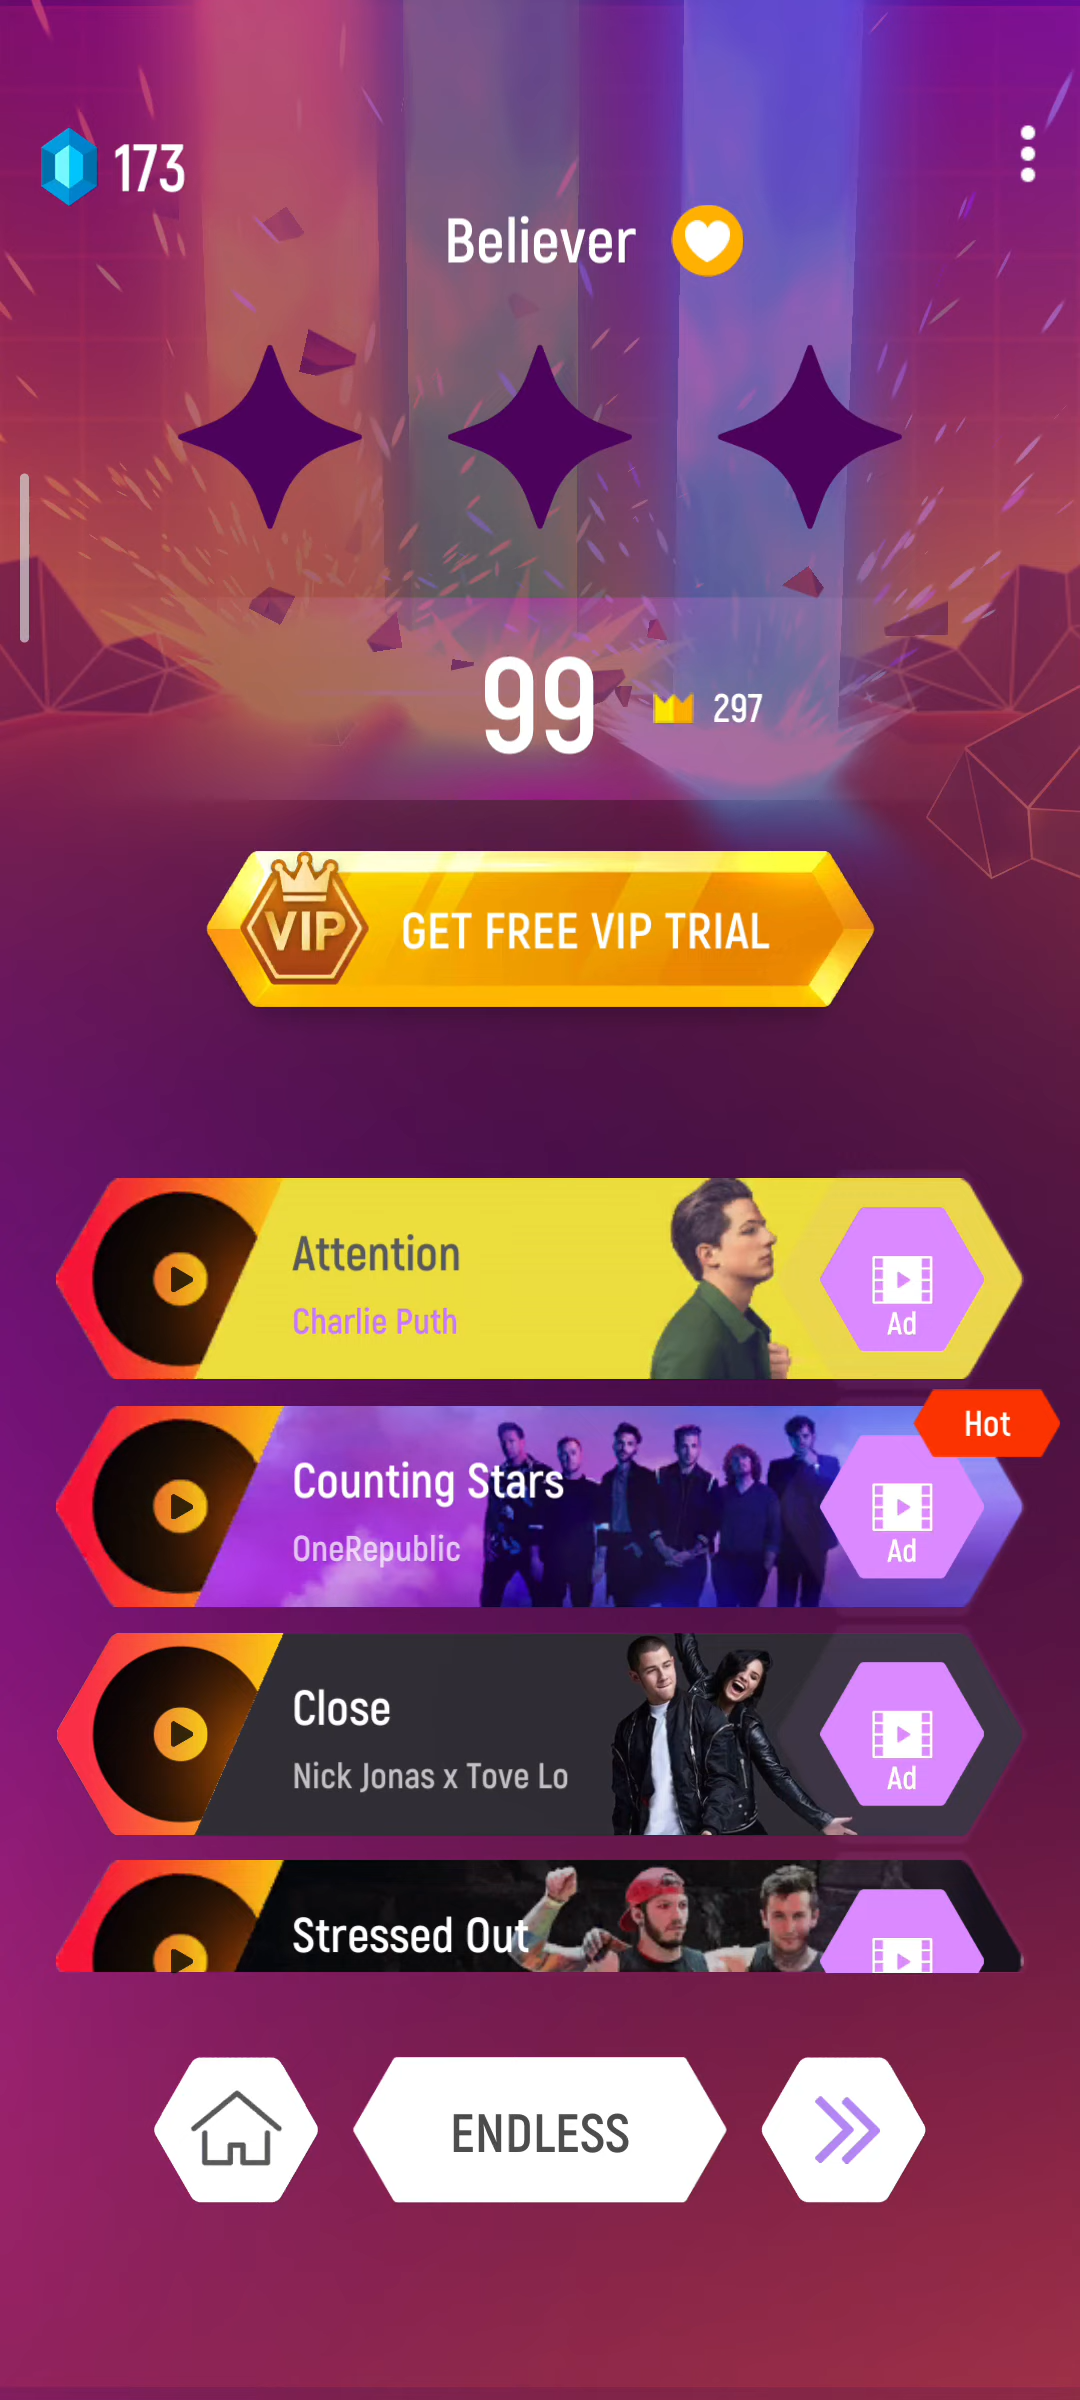 173
Believer
99
297
VIP
GET FREE VIP TRIAL
Attention
Charlie Puth
Ad
Hot
Counting Stars
OneRepublic
Ad
Close
Nick Jonas x Tove Lo
Ad
Stressed Out
ENDLESS